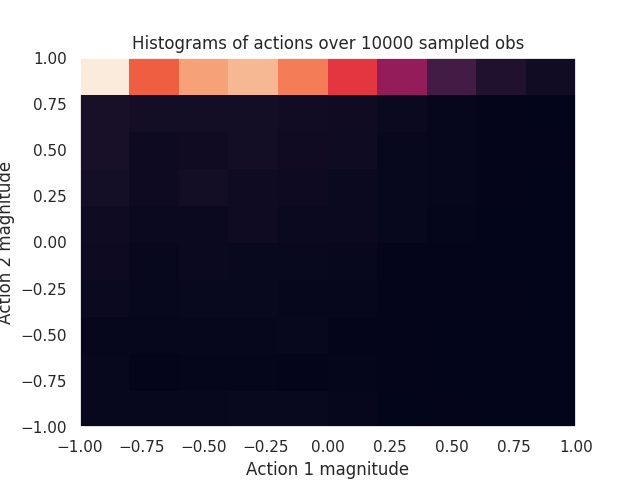 Histograms of actions over 10000 sampled obs
1.00
0.75
0.50
0.25
0.00
−0.25
−0.50
−0.75
−1.00
Action 2 magnitude
−1.00 −0.75 −0.50 −0.25 0.00 0.25 0.50 0.75 1.00
Action 1 magnitude